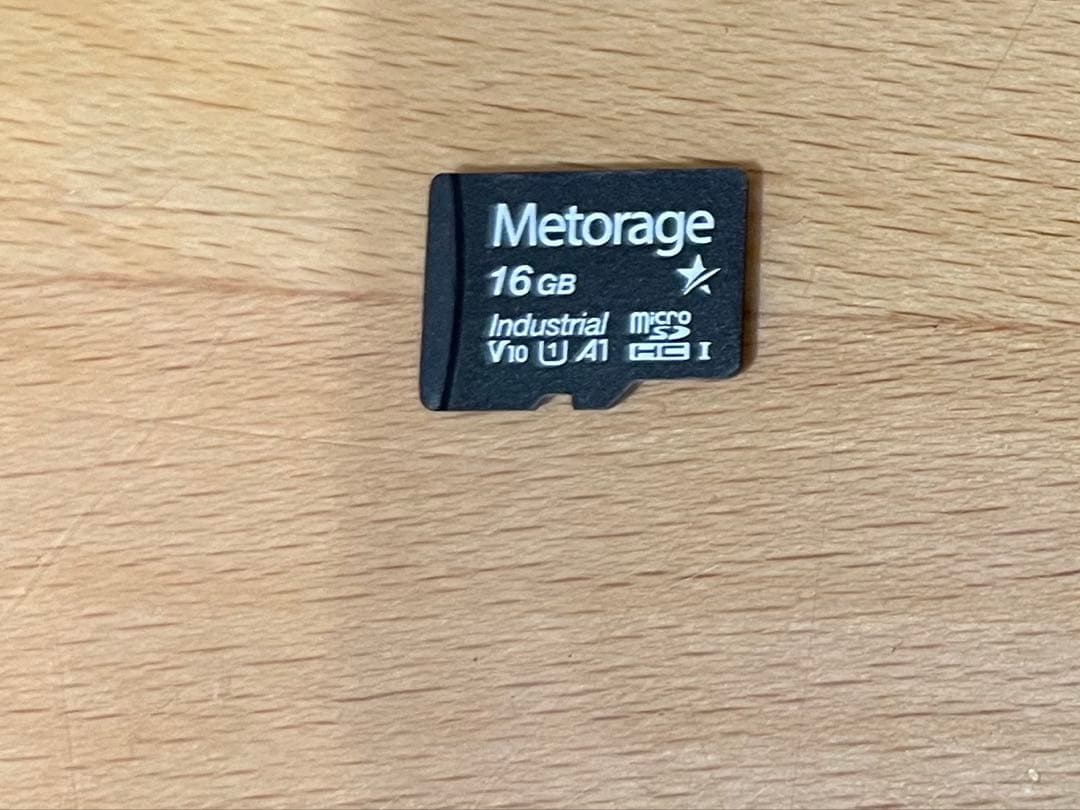 Metorage
16 GB
Industrial micro SD
V10 U1 A1 HC I